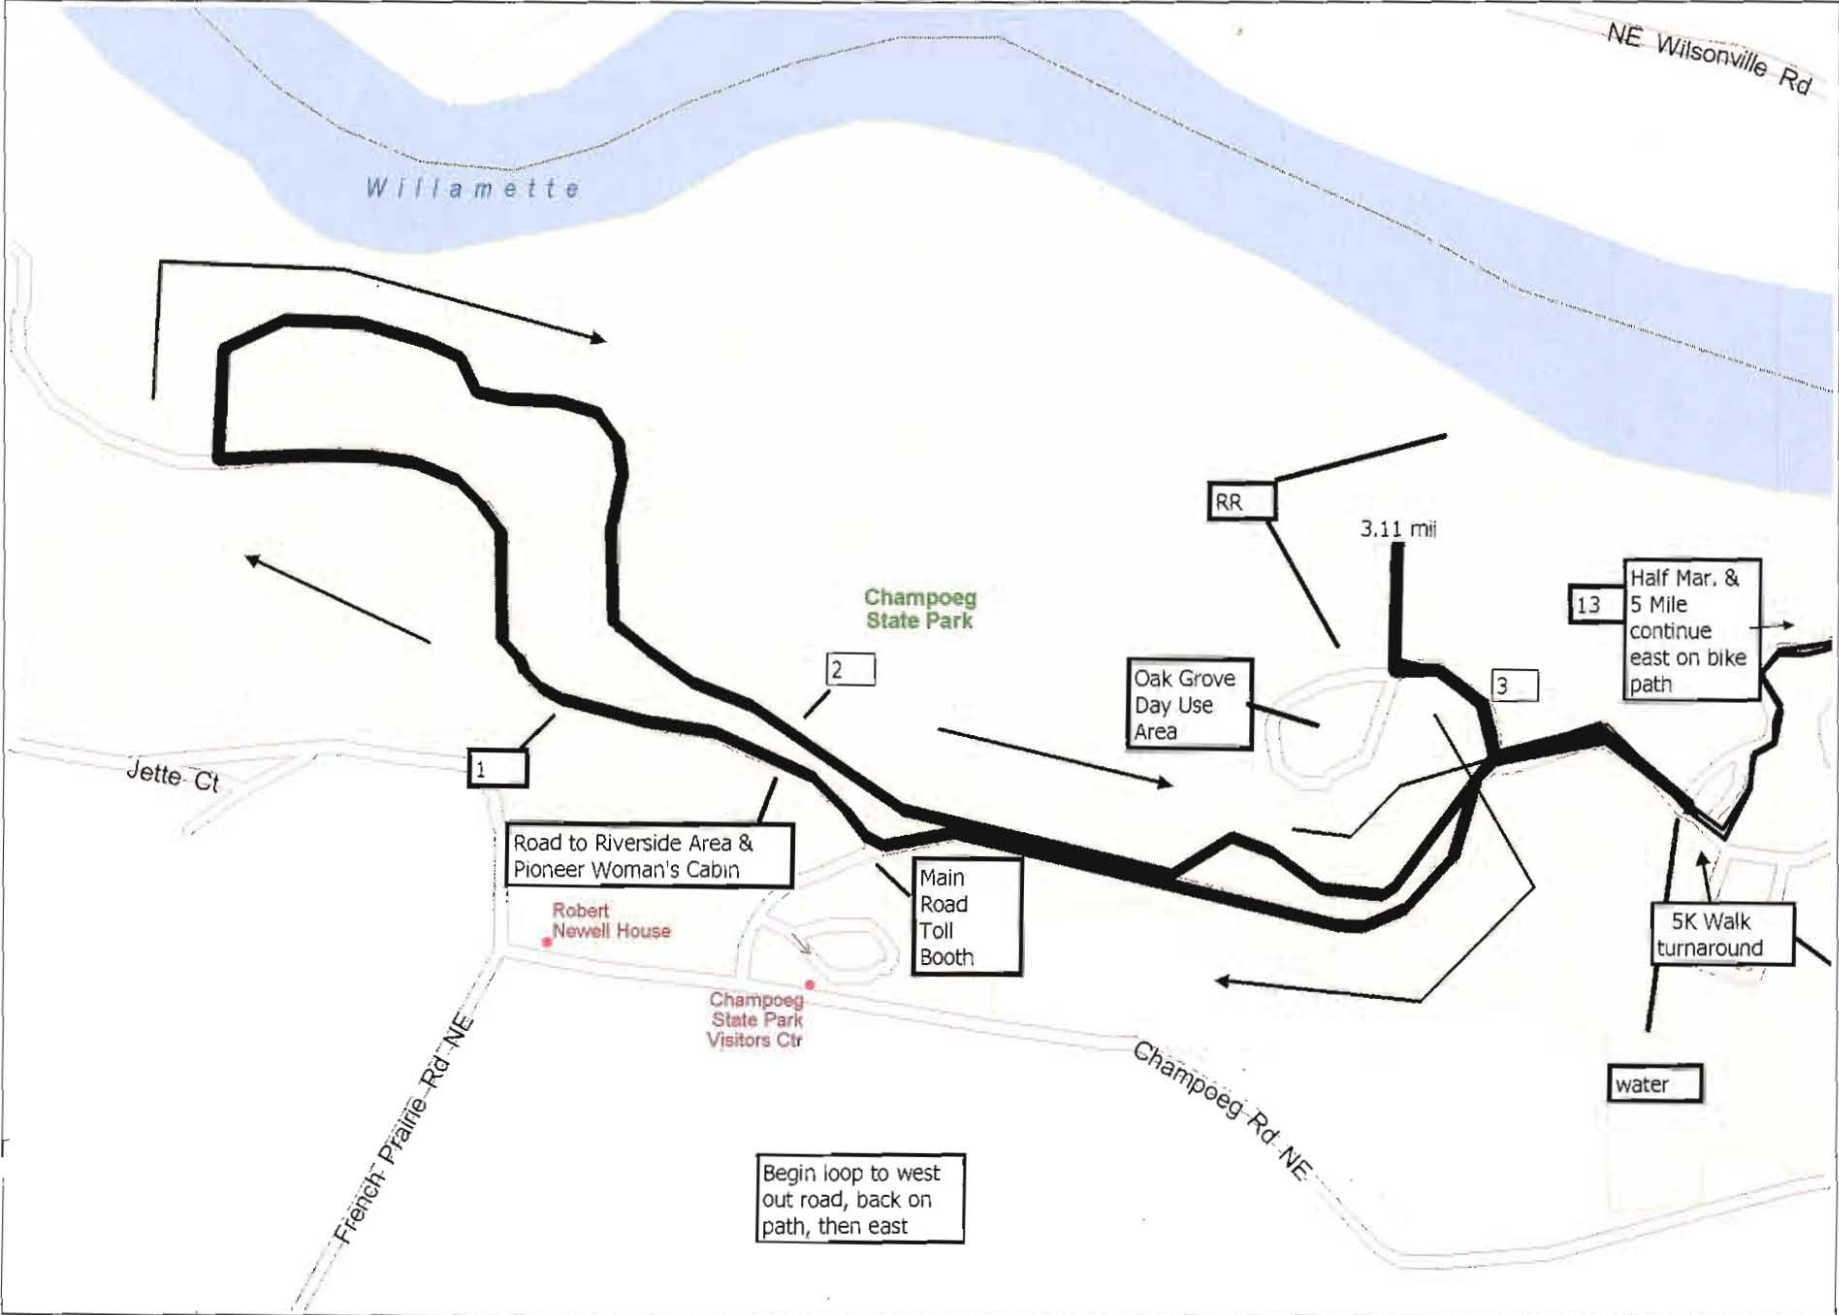 NE Wilsonville Rd
Willamette
RR
3.11 mi
Half Mar. &
5 Mile
continue
east on bike
path
13
Champoeg
State Park
2
Oak Grove
Day Use
Area
3
1
Jette Ct
Road to Riverside Area &
Pioneer Woman's Cabin
Main
Road
Toll
Booth
Robert
Newell House
5K Walk
turnaround
Champoeg
State Park
Visitors Ctr
French Prairie Rd NE
Champoeg Rd NE
water
Begin loop to west
out road, back on
path, then east